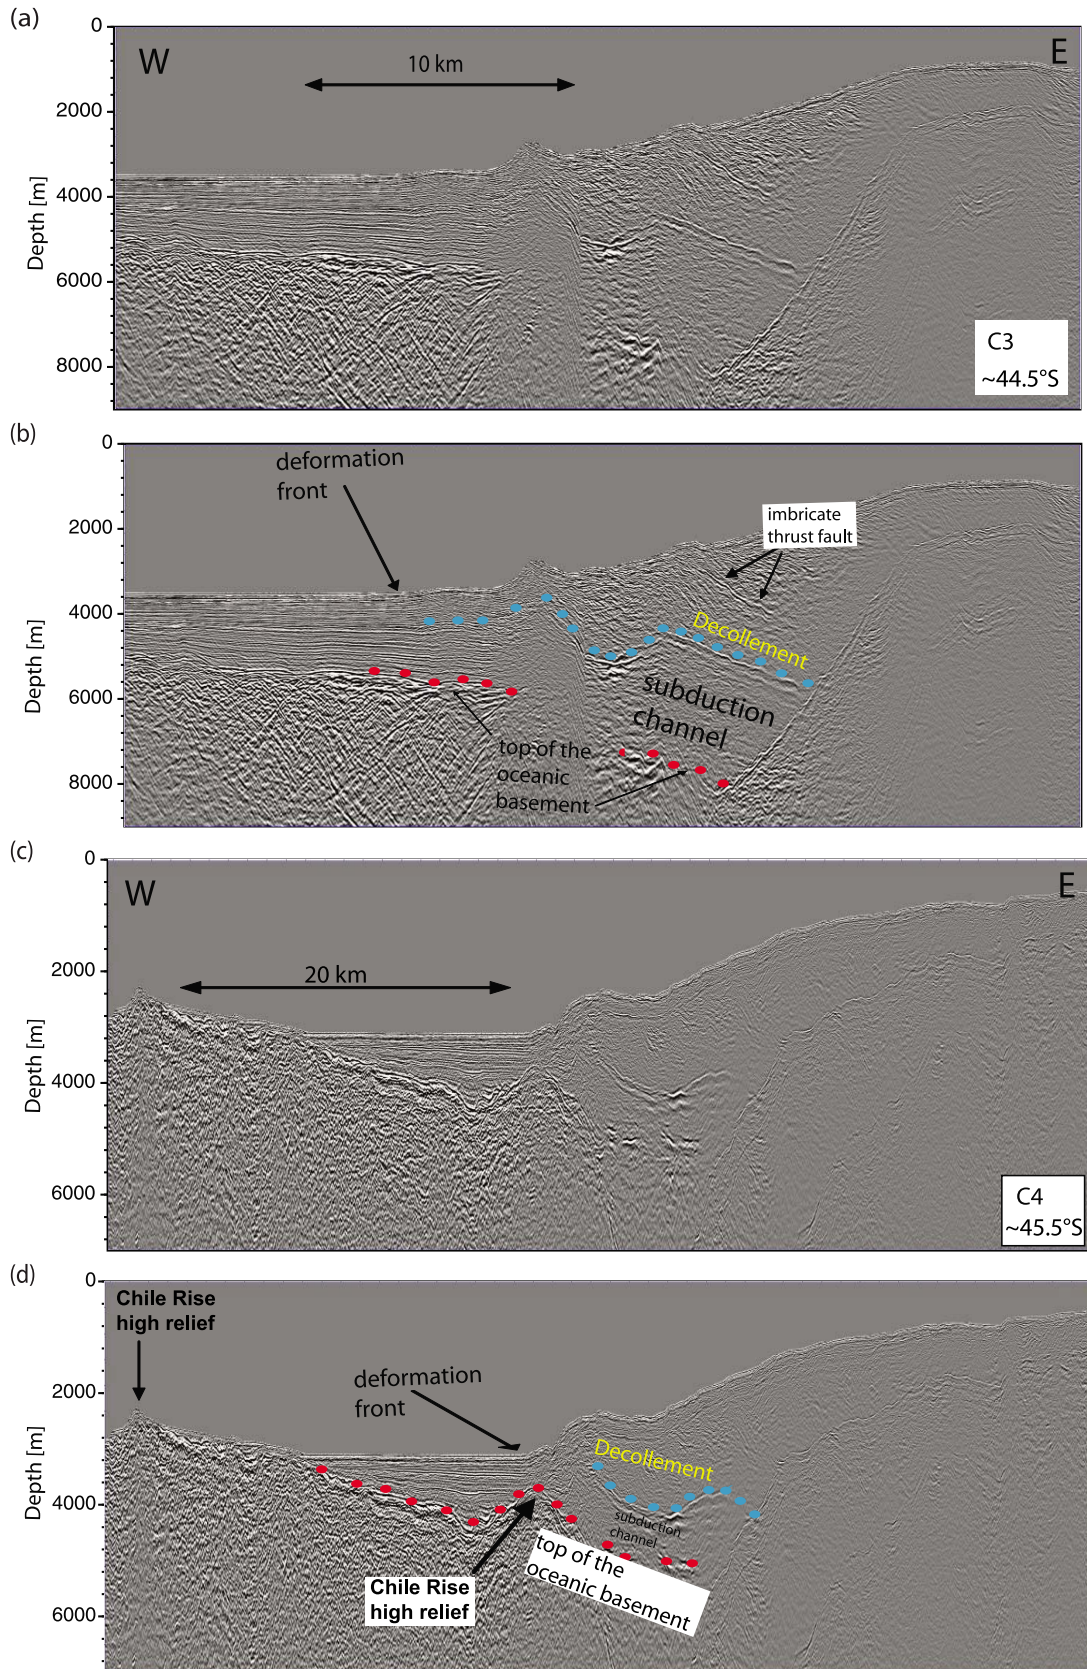 (a)
0
2000
4000
6000
8000
Depth [m]
W
10 km
E
C3
~44.5°S
(b)
0
2000
4000
6000
8000
Depth [m]
deformation
front
imbricate
thrust fault
Decollement
subduction
channel
top of the
oceanic
basement
(c)
0
2000
4000
6000
Depth [m]
W
20 km
E
C4
~45.5°S
(d)
0
2000
4000
6000
Depth [m]
Chile Rise
high relief
deformation
front
Decollement
subduction
channel
top of the
oceanic basement
Chile Rise
high relief